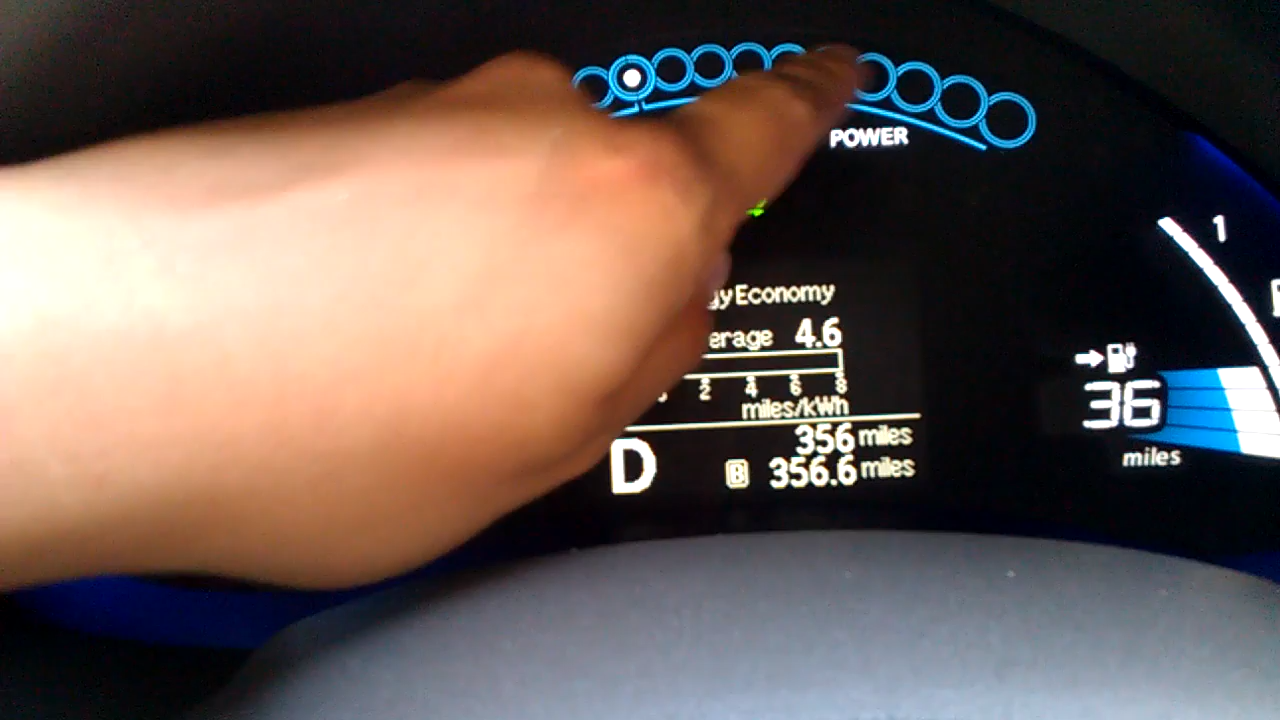 POWER
1
gy Economy
erage 4.6
2 4 6 8
miles/kWh
36
miles
356 miles
D
B 356.6 miles